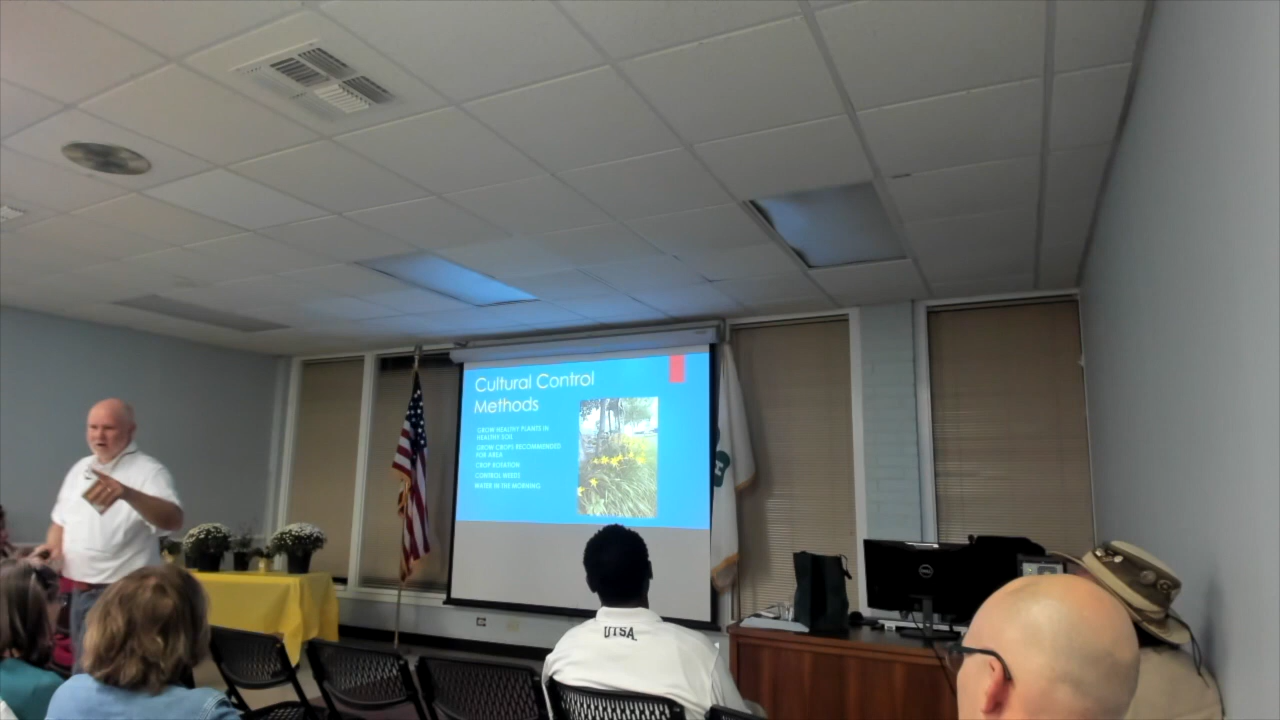 Cultural Control
Methods
GROW HEALTHY PLANTS IN
HEALTHY SOIL
GROW CROPS RECOMMENDED
FOR AREA
CROP ROTATION
CONTROL WEEDS
WATER IN THE MORNING
UTSA
DELL